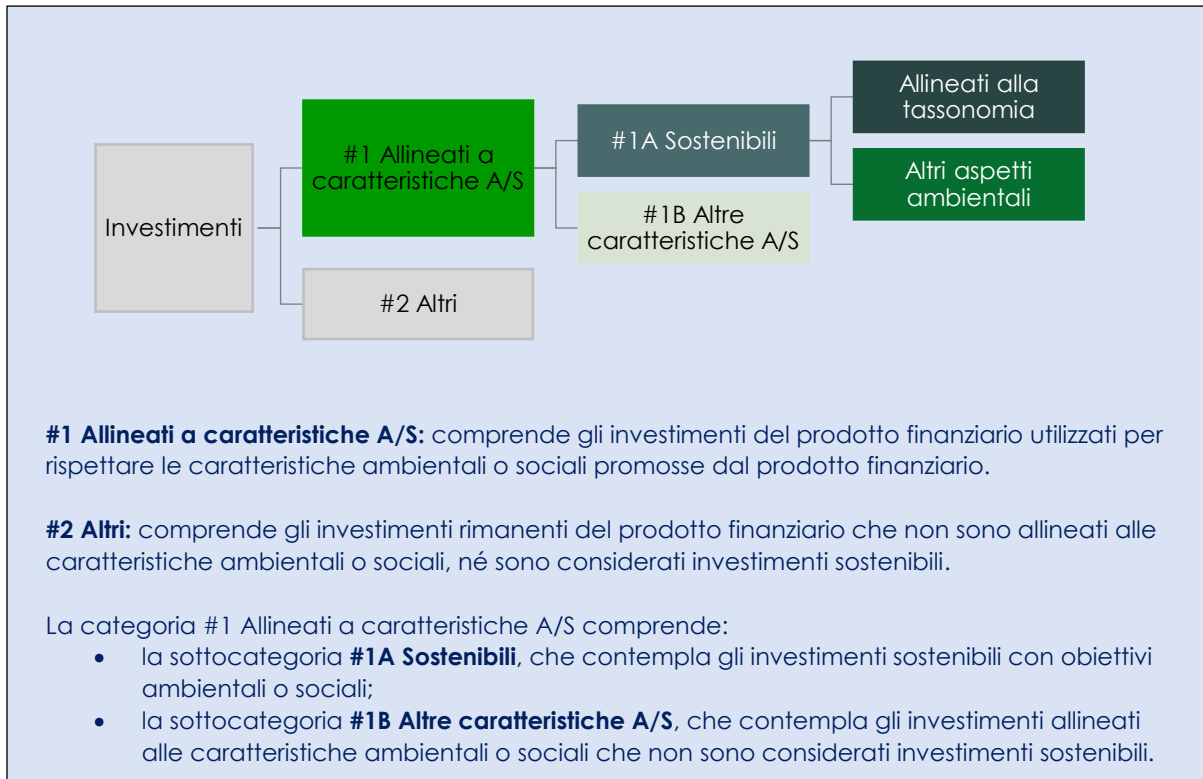 Investimenti
#1 Allineati a
caratteristiche A/S
#2 Altri
#1A Sostenibili
#1B Altre
caratteristiche A/S
Allineati alla
tassonomia
Altri aspetti
ambientali
#1 Allineati a caratteristiche A/S: comprende gli investimenti del prodotto finanziario utilizzati per
rispettare le caratteristiche ambientali o sociali promosse dal prodotto finanziario.
#2 Altri: comprende gli investimenti rimanenti del prodotto finanziario che non sono allineati alle
caratteristiche ambientali o sociali, né sono considerati investimenti sostenibili.
La categoria #1 Allineati a caratteristiche A/S comprende:
• la sottocategoria #1A Sostenibili, che contempla gli investimenti sostenibili con obiettivi
ambientali o sociali;
• la sottocategoria #1B Altre caratteristiche A/S, che contempla gli investimenti allineati
alle caratteristiche ambientali o sociali che non sono considerati investimenti sostenibili.